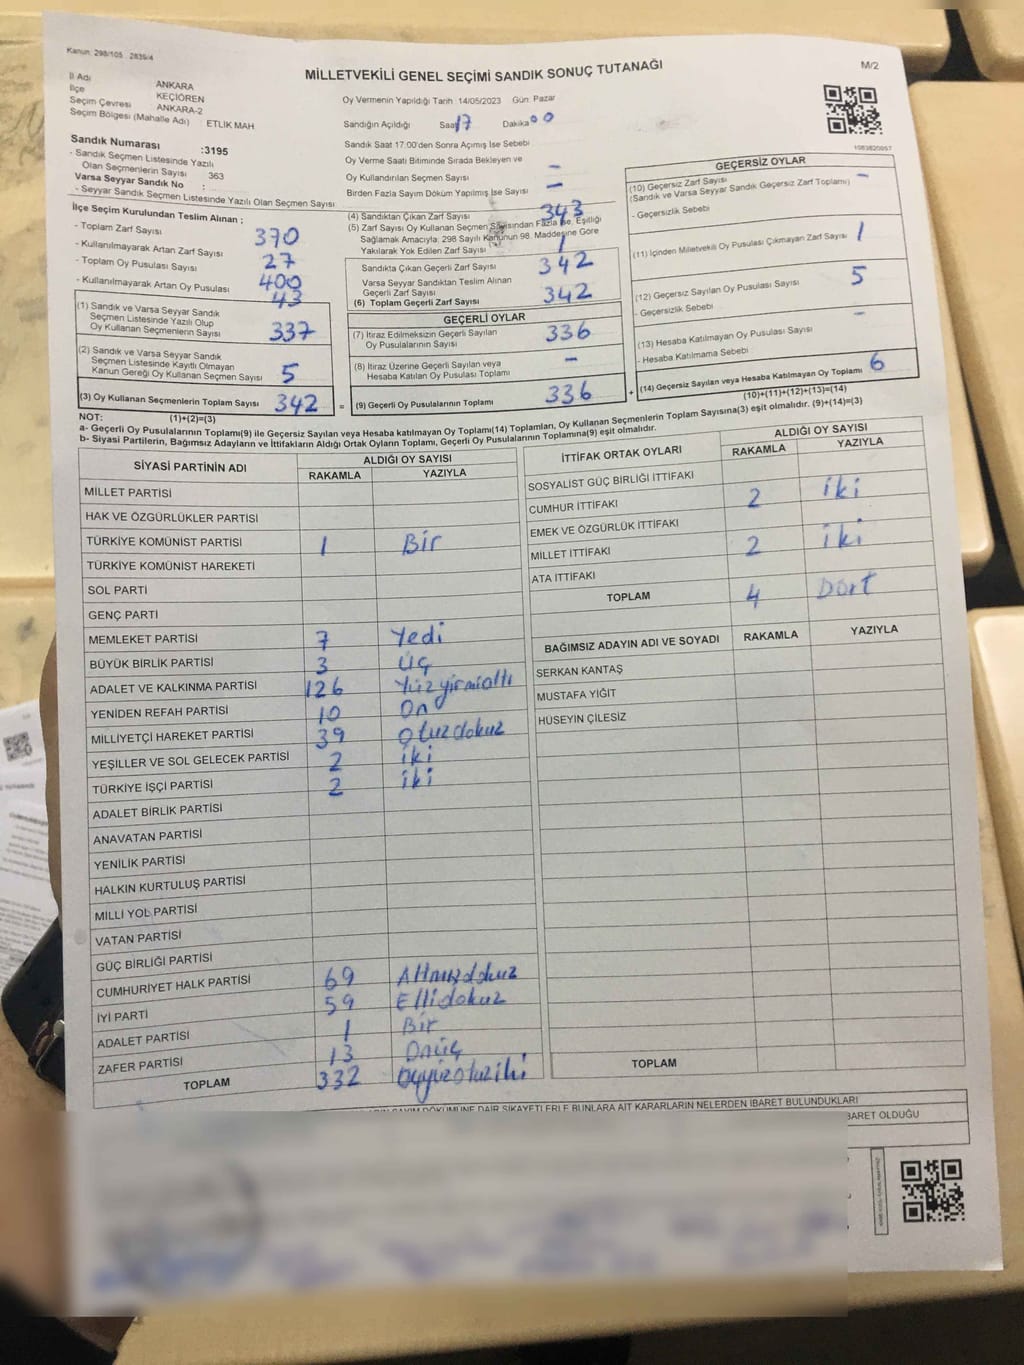 Kanun: 298/105 2839/4
MİLLETVEKİLİ GENEL SEÇİMİ SANDIK SONUÇ TUTANAĞI
M/2
İl Adı ANKARA
İlçe KEÇİÖREN
Seçim Çevresi ANKARA-2
Seçim Bölgesi (Mahalle Adı) ETLİK MAH
Sandık Numarası :3195
- Sandık Seçmen Listesinde Yazılı
Olan Seçmenlerin Sayısı 363
Varsa Seyyar Sandık No :
- Seyyar Sandık Seçmen Listesinde Yazılı Olan Seçmen Sayısı
Oy Vermenin Yapıldığı Tarih :14/05/2023 Gün: Pazar
Sandığın Açıldığı Saat 17 Dakika 00
Sandık Saat 17:00'den Sonra Açımış İse Sebebi
Oy Verme Saati Bitiminde Sırada Bekleyen ve
Oy Kullandırılan Seçmen Sayısı –
Birden Fazla Sayım Döküm Yapılmış İse Sayısı –
1083820057
İlçe Seçim Kurulundan Teslim Alınan :
- Toplam Zarf Sayısı 370
- Kullanılmayarak Artan Zarf Sayısı 27
- Toplam Oy Pusulası Sayısı 400
- Kullanılmayarak Artan Oy Pusulası 43
(1) Sandık ve Varsa Seyyar Sandık
Seçmen Listesinde Yazılı Olup
Oy Kullanan Seçmenlerin Sayısı 337
(2) Sandık ve Varsa Seyyar Sandık
Seçmen Listesinde Kayıtlı Olmayan
Kanun Gereği Oy Kullanan Seçmen Sayısı 5
(3) Oy Kullanan Seçmenlerin Toplam Sayısı 342 =
(1)+(2)=(3)
(4) Sandıktan Çıkan Zarf Sayısı 343
(5) Zarf Sayısı Oy Kullanan Seçmen Sayısından Fazla ise, Eşitliği
Sağlamak Amacıyla; 298 Sayılı Kanunun 98. Maddesine Göre
Yakılarak Yok Edilen Zarf Sayısı 1
Sandıkta Çıkan Geçerli Zarf Sayısı 342
Varsa Seyyar Sandıktan Teslim Alınan
Geçerli Zarf Sayısı
(6) Toplam Geçerli Zarf Sayısı 342
GEÇERLİ OYLAR
(7) İtiraz Edilmeksizin Geçerli Sayılan
Oy Pusulalarının Sayısı 336
(8) İtiraz Üzerine Geçerli Sayılan veya
Hesaba Katılan Oy Pusulası Toplamı –
(9) Geçerli Oy Pusulalarının Toplamı 336 +
GEÇERSİZ OYLAR
(10) Geçersiz Zarf Sayısı –
(Sandık ve Varsa Seyyar Sandık Geçersiz Zarf Toplamı)
- Geçersizlik Sebebi
(11) İçinden Milletvekili Oy Pusulası Çıkmayan Zarf Sayısı 1
(12) Geçersiz Sayılan Oy Pusulası Sayısı 5
- Geçersizlik Sebebi
(13) Hesaba Katılmayan Oy Pusulası Sayısı –
- Hesaba Katılmama Sebebi
(14) Geçersiz Sayılan veya Hesaba Katılmayan Oy Toplamı 6
(10)+(11)+(12)+(13)=(14)
NOT:
a- Geçerli Oy Pusulalarının Toplamı(9) ile Geçersiz Sayılan veya Hesaba katılmayan Oy Toplamı(14) Toplamları, Oy Kullanan Seçmenlerin Toplam Sayısına(3) eşit olmalıdır. (9)+(14)=(3)
b- Siyasi Partilerin, Bağımsız Adayların ve İttifakların Aldığı Ortak Oyların Toplamı, Geçerli Oy Pusulalarının Toplamına(9) eşit olmalıdır.
SİYASİ PARTİNİN ADI ALDIĞI OY SAYISI
RAKAMLA YAZIYLA
MİLLET PARTİSİ
HAK VE ÖZGÜRLÜKLER PARTİSİ
TÜRKİYE KOMÜNİST PARTİSİ 1 Bir
TÜRKİYE KOMÜNİST HAREKETİ
SOL PARTİ
GENÇ PARTİ
MEMLEKET PARTİSİ 7 Yedi
BÜYÜK BİRLİK PARTİSİ 3 Üç
ADALET VE KALKINMA PARTİSİ 126 Yüzyirmialtı
YENİDEN REFAH PARTİSİ 10 On
MİLLİYETÇİ HAREKET PARTİSİ 39 Otuzdokuz
YEŞİLLER VE SOL GELECEK PARTİSİ 2 iki
TÜRKİYE İŞÇİ PARTİSİ 2 iki
ADALET BİRLİK PARTİSİ
ANAVATAN PARTİSİ
YENİLİK PARTİSİ
HALKIN KURTULUŞ PARTİSİ
MİLLİ YOL PARTİSİ
VATAN PARTİSİ
GÜÇ BİRLİĞİ PARTİSİ
CUMHURİYET HALK PARTİSİ 69 Altmışdokuz
İYİ PARTİ 59 Ellidokuz
ADALET PARTİSİ 1 Bir
ZAFER PARTİSİ 13 Onüç
TOPLAM 332 Üçyüzotuziki
İTTİFAK ORTAK OYLARI ALDIĞI OY SAYISI
RAKAMLA YAZIYLA
SOSYALİST GÜÇ BİRLİĞİ İTTİFAKI
CUMHUR İTTİFAKI 2 iki
EMEK VE ÖZGÜRLÜK İTTİFAKI
MİLLET İTTİFAKI 2 iki
ATA İTTİFAKI
TOPLAM 4 Dört
BAĞIMSIZ ADAYIN ADI VE SOYADI RAKAMLA YAZIYLA
SERKAN KANTAŞ
MUSTAFA YİĞİT
HÜSEYİN ÇİLESİZ
TOPLAM
SAYIM DÖKÜMÜNE DAİR ŞİKAYETLERLE BUNLARA AİT KARARLARIN NELERDEN İBARET BULUNDUKLARI
BARET OLDUĞU